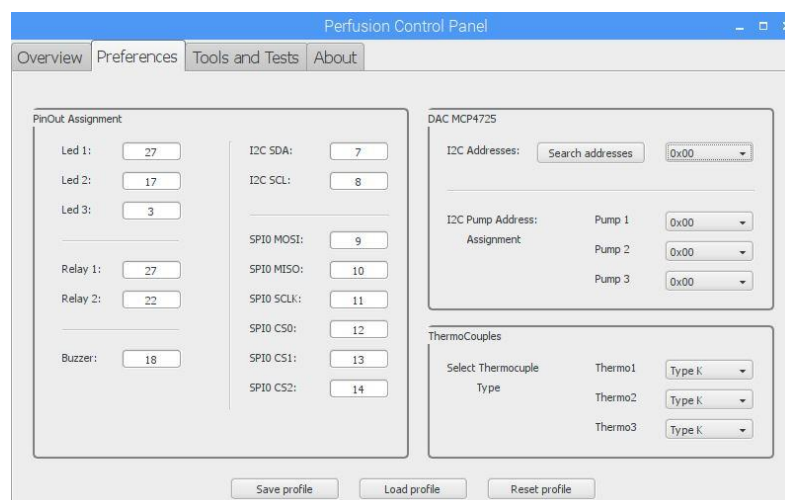 Perfusion Control Panel
Overview Preferences Tools and Tests About
PinOut Assignment
Led 1: 27
Led 2: 17
Led 3: 3
Relay 1: 27
Relay 2: 22
Buzzer: 18
I2C SDA: 7
I2C SCL: 8
SPI0 MOSI: 9
SPI0 MISO: 10
SPI0 SCLK: 11
SPI0 CS0: 12
SPI0 CS1: 13
SPI0 CS2: 14
DAC MCP4725
I2C Addresses: Search addresses 0x00
I2C Pump Address: Pump 1 0x00
Assignment Pump 2 0x00
Pump 3 0x00
ThermoCouples
Select Thermocuple Thermo1 Type K
Type Thermo2 Type K
Thermo3 Type K
Save profile Load profile Reset profile